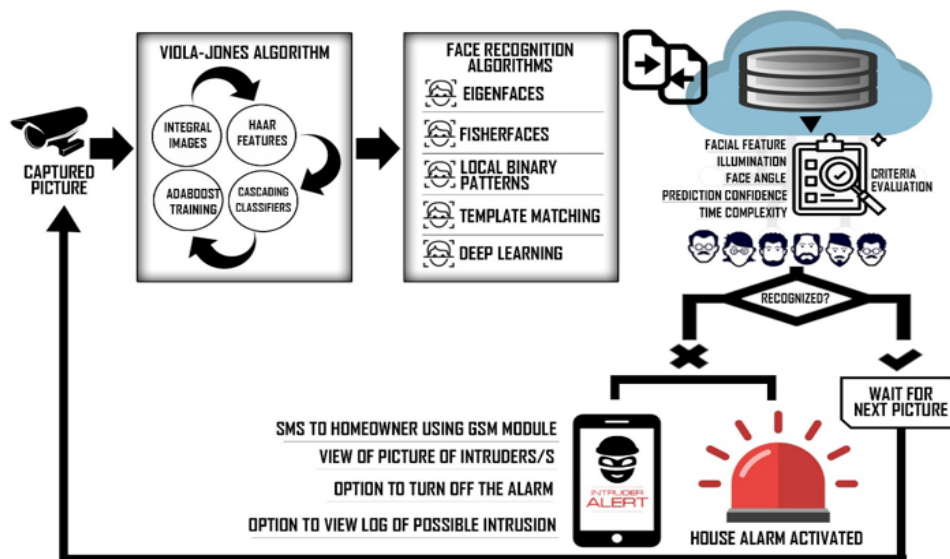 VIOLA-JONES ALGORITHM
INTEGRAL
IMAGES
HAAR
FEATURES
ADABOOST
TRAINING
CASCADING
CLASSIFIERS
CAPTURED
PICTURE
FACE RECOGNITION
ALGORITHMS
EIGENFACES
FISHERFACES
LOCAL BINARY
PATTERNS
TEMPLATE MATCHING
DEEP LEARNING
FACIAL FEATURE
ILLUMINATION
FACE ANGLE
PREDICTION CONFIDENCE
TIME COMPLEXITY
CRITERIA
EVALUATION
RECOGNIZED?
WAIT FOR
NEXT PICTURE
SMS TO HOMEOWNER USING GSM MODULE
VIEW OF PICTURE OF INTRUDERS/S
OPTION TO TURN OFF THE ALARM
OPTION TO VIEW LOG OF POSSIBLE INTRUSION
INTRUDER
ALERT
HOUSE ALARM ACTIVATED